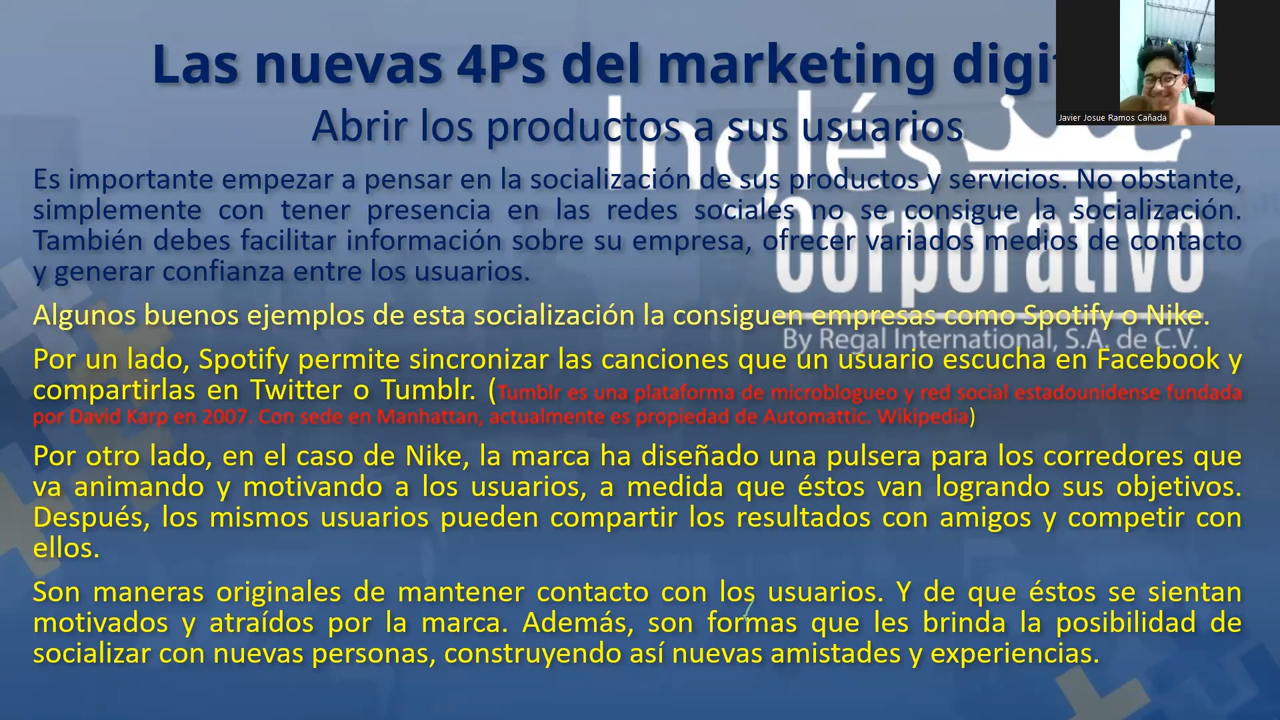 Las nuevas 4Ps del marketing
Javier Josue Ramos Cañada
Abrir los productos a sus usuarios
Inglés
Corporativo
By Regal International, S.A. de C.V.
Es importante empezar a pensar en la socialización de sus productos y servicios. No obstante,
simplemente con tener presencia en las redes sociales no se consigue la socialización.
También debes facilitar información sobre su empresa, ofrecer variados medios de contacto
y generar confianza entre los usuarios.
Algunos buenos ejemplos de esta socialización la consiguen empresas como Spotify o Nike.
Por un lado, Spotify permite sincronizar las canciones que un usuario escucha en Facebook y
compartirlas en Twitter o Tumblr. (Tumblr es una plataforma de microblogueo y red social estadounidense fundada
por David Karp en 2007. Con sede en Manhattan, actualmente es propiedad de Automattic. Wikipedia)
Por otro lado, en el caso de Nike, la marca ha diseñado una pulsera para los corredores que
va animando y motivando a los usuarios, a medida que éstos van logrando sus objetivos.
Después, los mismos usuarios pueden compartir los resultados con amigos y competir con
ellos.
Son maneras originales de mantener contacto con los usuarios. Y de que éstos se sientan
motivados y atraídos por la marca. Además, son formas que les brinda la posibilidad de
socializar con nuevas personas, construyendo así nuevas amistades y experiencias.